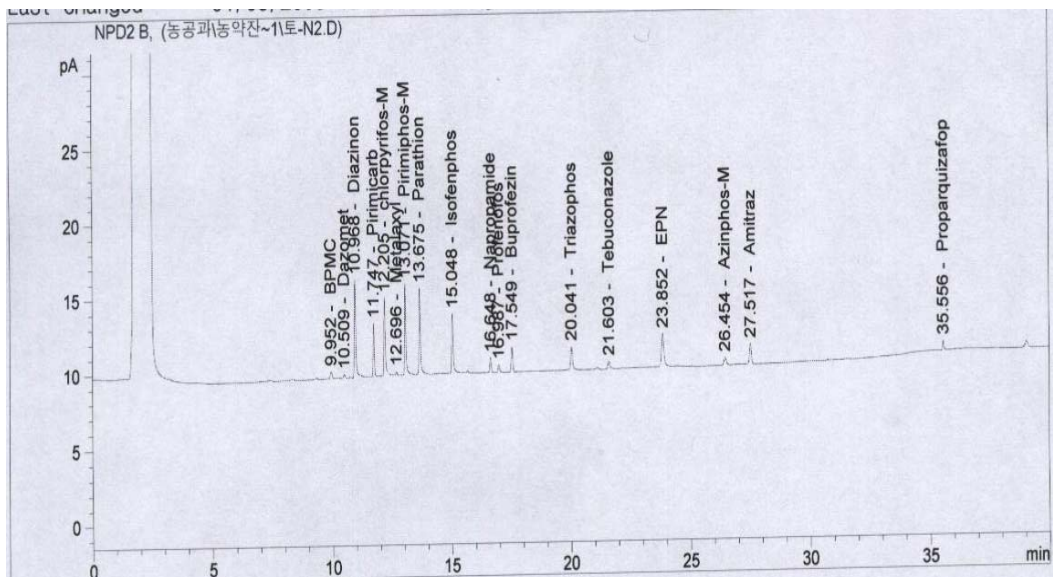 Last changed
NPD2 B, (농공과\농약잔~1\토-N2.D)
pA
25
20
15
10
5
0
9.952 - BPMC
10.509 - Dazomet
10.968 - Diazinon
11.747 - Pirimicarb
12.205 - chlorpyrifos-M
12.696 - Metalaxyl
13.071 - Pirimiphos-M
13.675 - Parathion
15.048 - Isofenphos
16.648 - Napropamide
16.987 - Profenofos
17.549 - Buprofezin
20.041 - Triazophos
21.603 - Tebuconazole
23.852 - EPN
26.454 - Azinphos-M
27.517 - Amitraz
35.556 - Proparquizafop
0 5 10 15 20 25 30 35 min